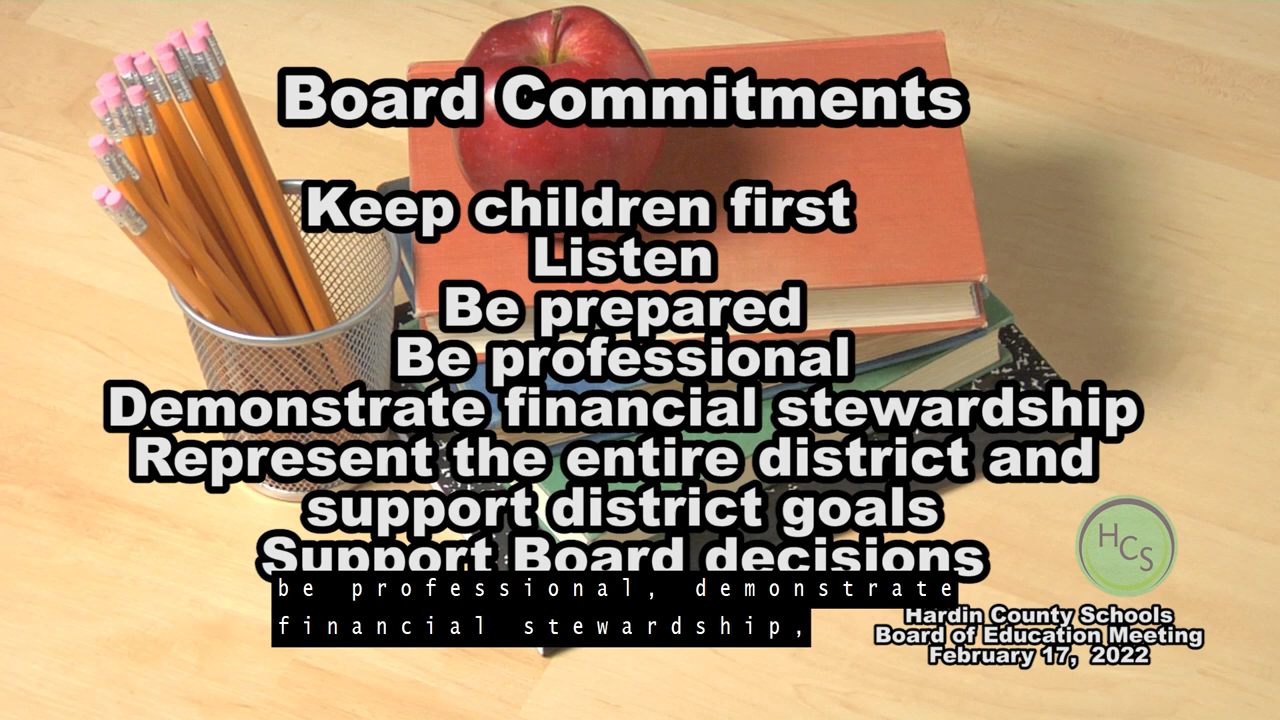 Board Commitments
Keep children first
Listen
Be prepared
Be professional
Demonstrate financial stewardship
Represent the entire district and
support district goals
Support Board decisions
be professional, demonstrate
financial stewardship,
HCS
Hardin County Schools
Board of Education Meeting
February 17, 2022